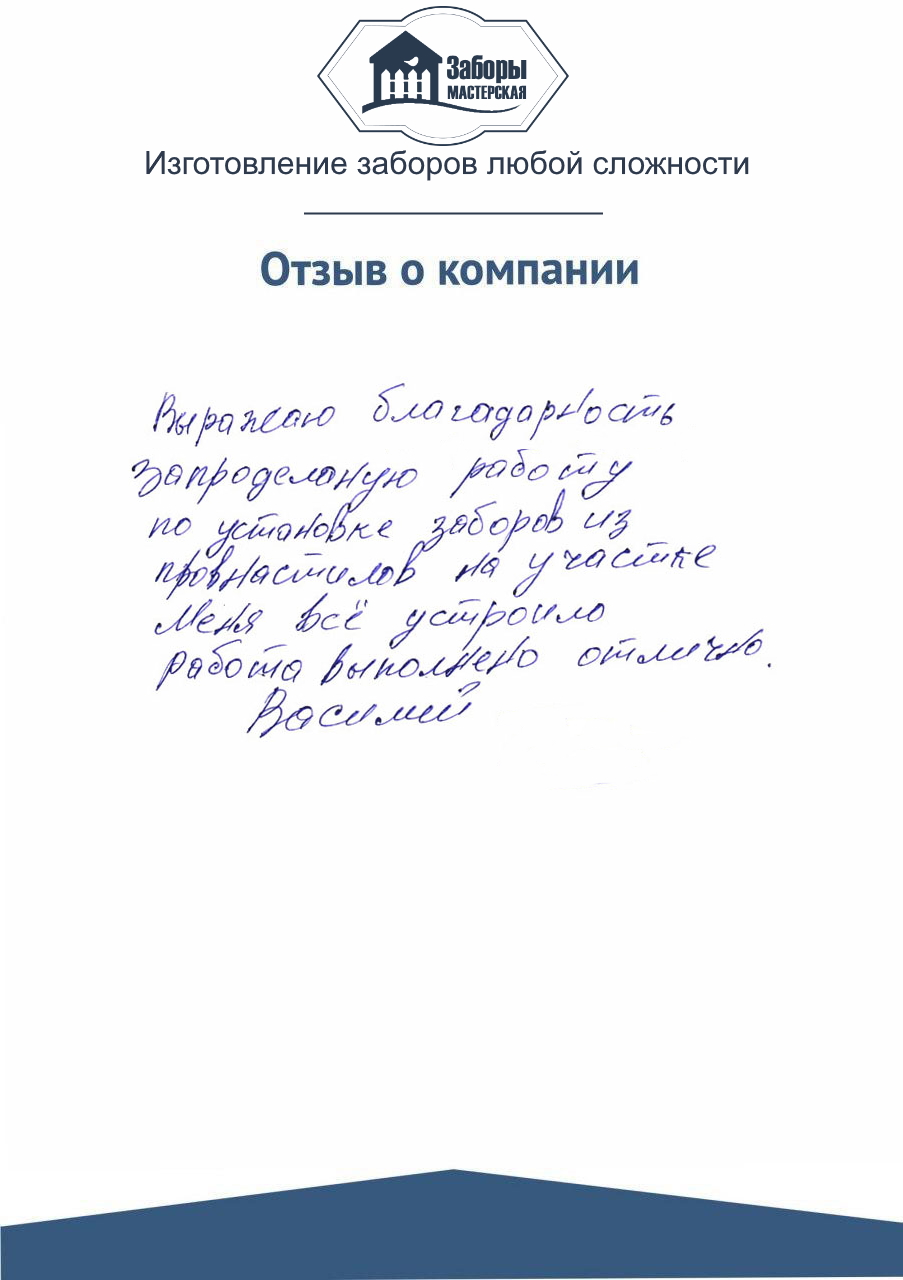 Заборы
МАСТЕРСКАЯ
Изготовление заборов любой сложности
Отзыв о компании
Выражаю благадарность
запроделаную работу
по установке заборов из
провнастилов на участке
Меня всё устроило
работа выполнено отлично.
Василий